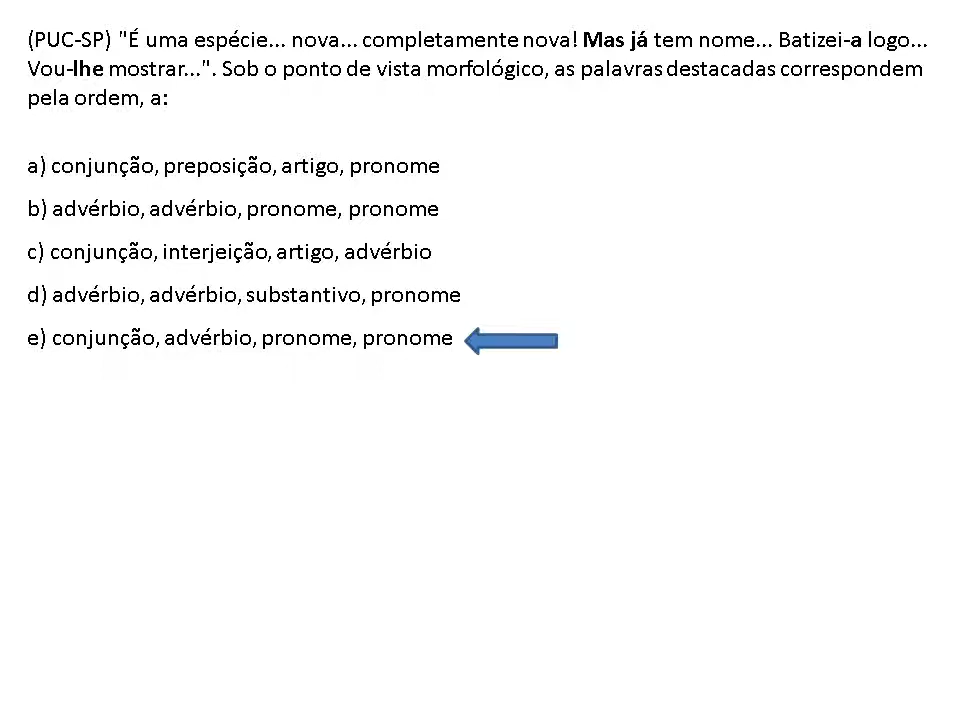 (PUC-SP) "É uma espécie... nova... completamente nova! Mas já tem nome... Batizei-a logo...
Vou-lhe mostrar...". Sob o ponto de vista morfológico, as palavras destacadas correspondem
pela ordem, a:
a) conjunção, preposição, artigo, pronome
b) advérbio, advérbio, pronome, pronome
c) conjunção, interjeição, artigo, advérbio
d) advérbio, advérbio, substantivo, pronome
e) conjunção, advérbio, pronome, pronome